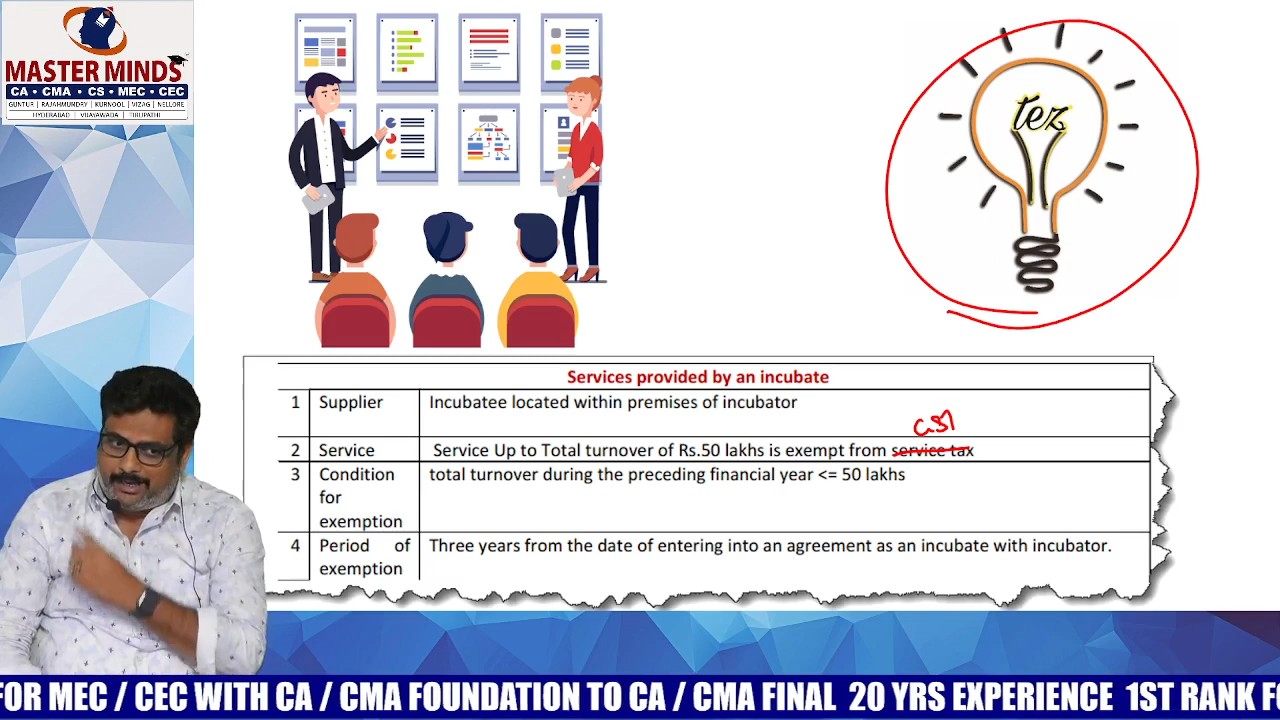 MASTER MINDS
CA • CMA • CS • MEC • CEC
GUNTUR | RAJAHMUNDRY | KURNOOL | VIZAG | NELLORE
HYDERABAD | VIJAYAWADA | TIRUPATHI
tez
Services provided by an incubate
1 Supplier Incubatee located within premises of incubator
GST
2 Service Service Up to Total turnover of Rs.50 lakhs is exempt from service tax
3 Condition total turnover during the preceding financial year <= 50 lakhs
for
exemption
4 Period of Three years from the date of entering into an agreement as an incubate with incubator.
exemption
FOR MEC / CEC WITH CA / CMA FOUNDATION TO CA / CMA FINAL 20 YRS EXPERIENCE 1ST RANK FO